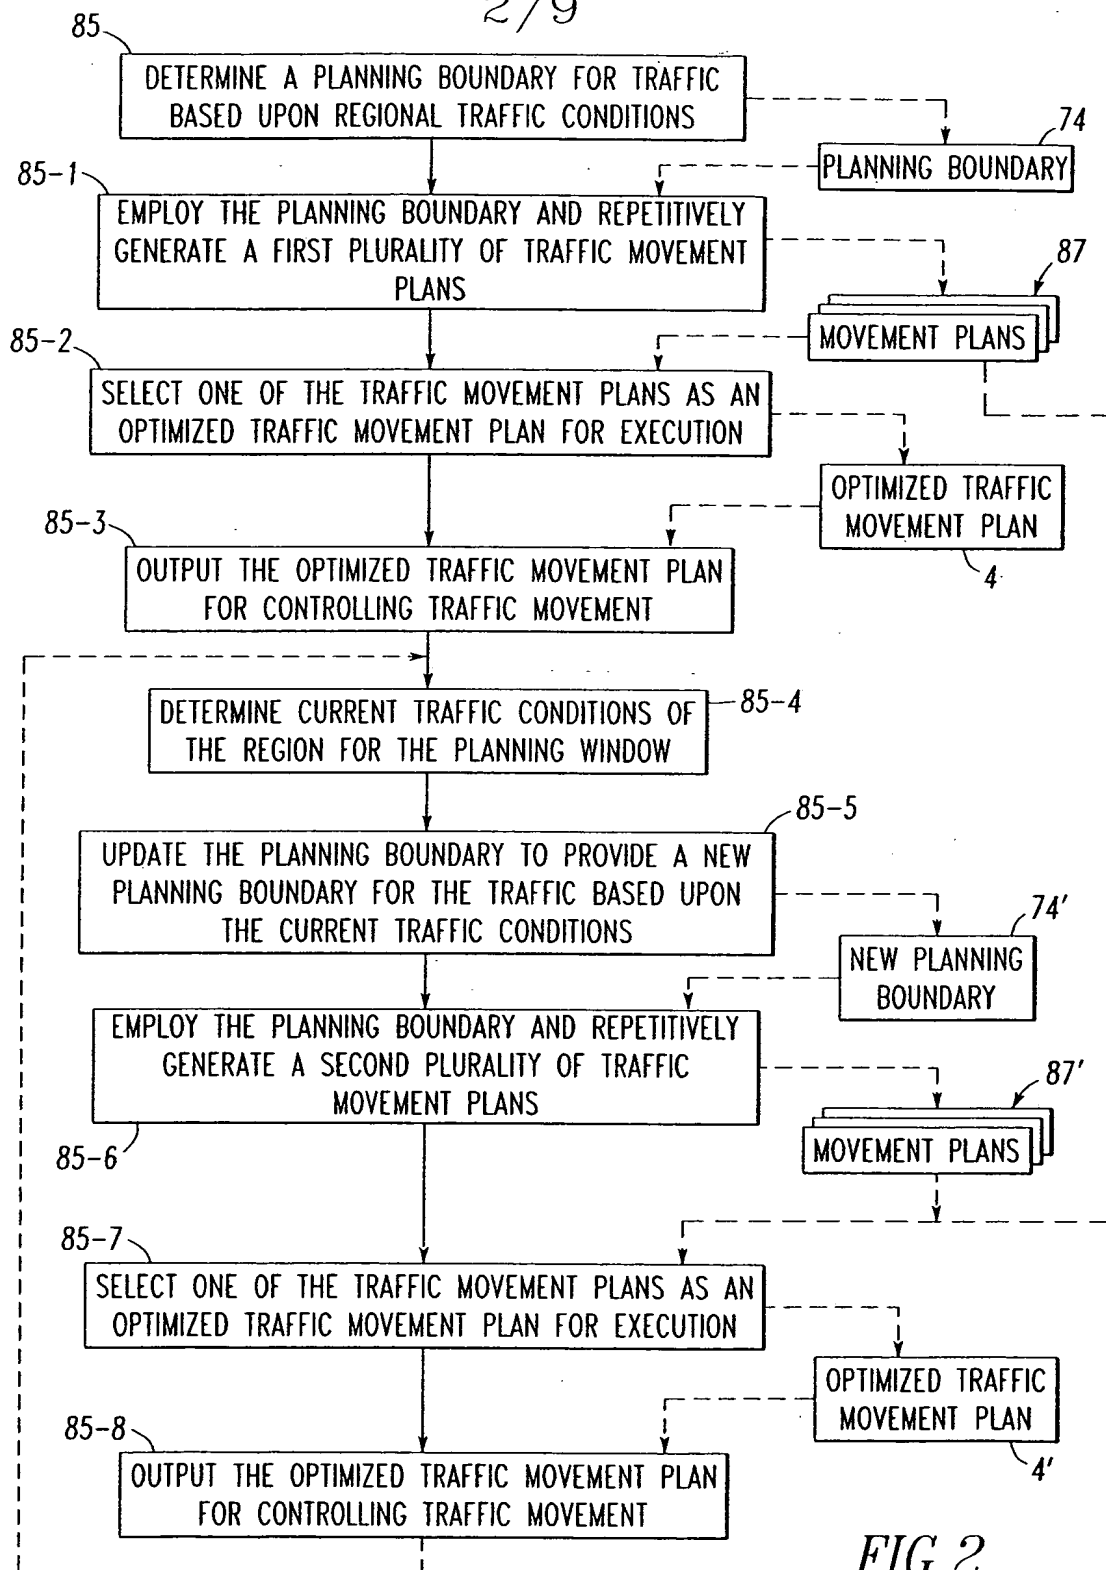 2/9
85
DETERMINE A PLANNING BOUNDARY FOR TRAFFIC
BASED UPON REGIONAL TRAFFIC CONDITIONS
74
PLANNING BOUNDARY
85-1
EMPLOY THE PLANNING BOUNDARY AND REPETITIVELY
GENERATE A FIRST PLURALITY OF TRAFFIC MOVEMENT
PLANS
87
MOVEMENT PLANS
85-2
SELECT ONE OF THE TRAFFIC MOVEMENT PLANS AS AN
OPTIMIZED TRAFFIC MOVEMENT PLAN FOR EXECUTION
OPTIMIZED TRAFFIC
MOVEMENT PLAN
4
85-3
OUTPUT THE OPTIMIZED TRAFFIC MOVEMENT PLAN
FOR CONTROLLING TRAFFIC MOVEMENT
85-4
DETERMINE CURRENT TRAFFIC CONDITIONS OF
THE REGION FOR THE PLANNING WINDOW
85-5
UPDATE THE PLANNING BOUNDARY TO PROVIDE A NEW
PLANNING BOUNDARY FOR THE TRAFFIC BASED UPON
THE CURRENT TRAFFIC CONDITIONS
74'
NEW PLANNING
BOUNDARY
EMPLOY THE PLANNING BOUNDARY AND REPETITIVELY
GENERATE A SECOND PLURALITY OF TRAFFIC
MOVEMENT PLANS
85-6
87'
MOVEMENT PLANS
85-7
SELECT ONE OF THE TRAFFIC MOVEMENT PLANS AS AN
OPTIMIZED TRAFFIC MOVEMENT PLAN FOR EXECUTION
OPTIMIZED TRAFFIC
MOVEMENT PLAN
4'
85-8
OUTPUT THE OPTIMIZED TRAFFIC MOVEMENT PLAN
FOR CONTROLLING TRAFFIC MOVEMENT
FIG.2